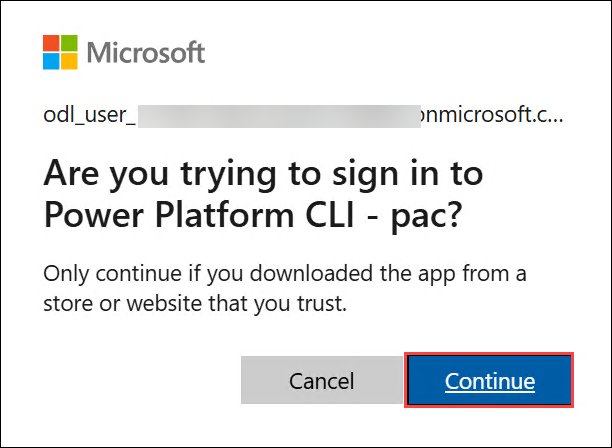 Microsoft
odl_user_ onmicrosoft.c...
Are you trying to sign in to
Power Platform CLI - pac?
Only continue if you downloaded the app from a
store or website that you trust.
Cancel Continue